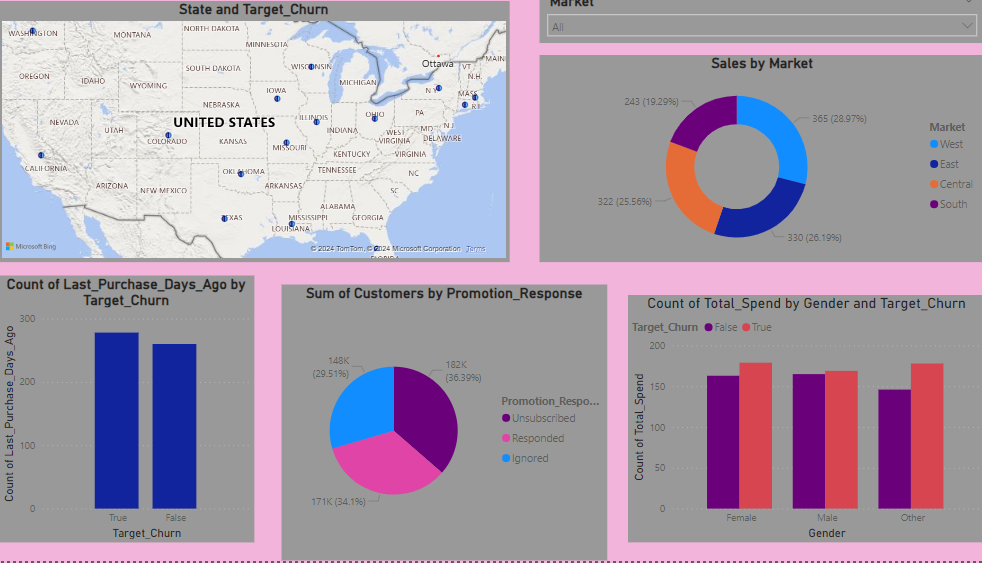 State and Target_Churn
WASHINGTON
MONTANA
NORTH DAKOTA
MINNESOTA
Ottawa
MAIN
OREGON
IDAHO
WYOMING
SOUTH DAKOTA
WISCONSIN
MICHIGAN
VT
N.H.
N.Y.
MASS
R.I.
NEBRASKA
IOWA
NEVADA
UTAH
COLORADO
UNITED STATES
KANSAS
MISSOURI
ILLINOIS
INDIANA
OHIO
PA
N.J.
MD
DELAWARE
WEST
VIRGINIA
VIRGINIA
KENTUCKY
CALIFORNIA
ARIZONA
NEW MEXICO
OKLAHOMA
ARKANSAS
TENNESSEE
NC
SC
ALABAMA
MISSISSIPPI
GEORGIA
TEXAS
LOUISIANA
FLORIDA
Microsoft Bing
© 2024 TomTom, © 2024 Microsoft Corporation Terms
Market
All
Sales by Market
243 (19.29%)
365 (28.97%)
322 (25.56%)
330 (26.19%)
Market
West
East
Central
South
Count of Last_Purchase_Days_Ago by
Target_Churn
Count of Last_Purchase_Days_Ago
300
200
100
0
True
False
Target_Churn
Sum of Customers by Promotion_Response
148K
(29.51%)
182K
(36.39%)
171K (34.1%)
Promotion_Respo...
Unsubscribed
Responded
Ignored
Count of Total_Spend by Gender and Target_Churn
Target_Churn False True
Count of Total_Spend
200
150
100
50
0
Female
Male
Other
Gender